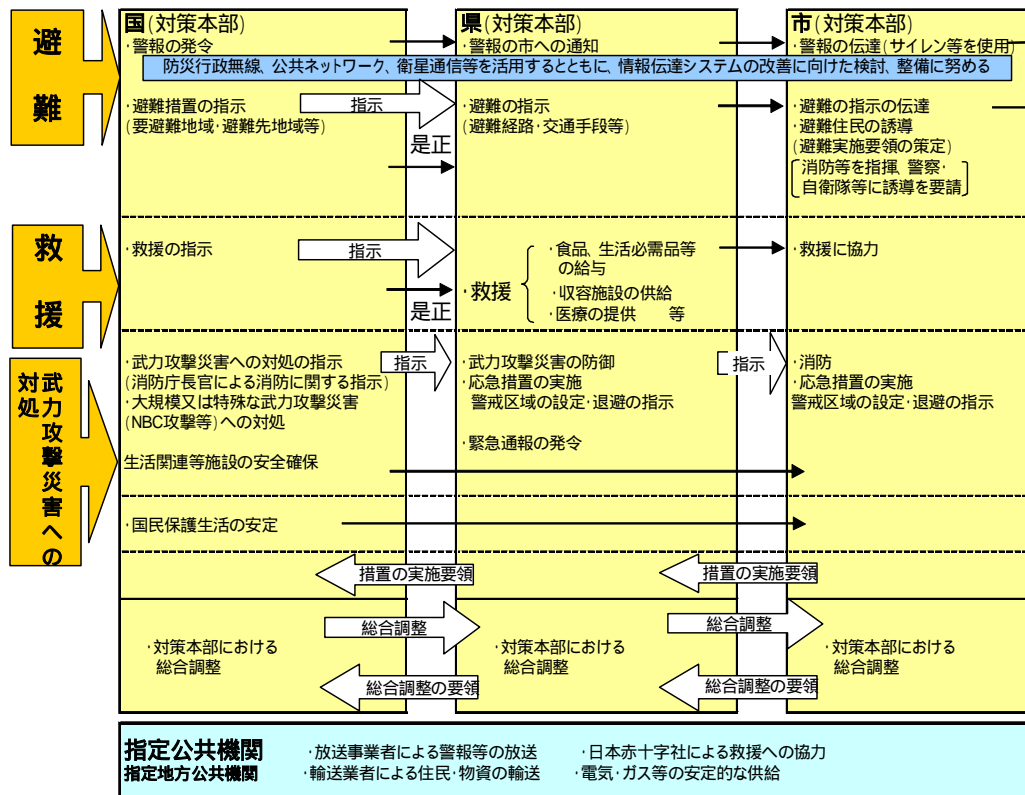 避難
国(対策本部)
・警報の発令
県(対策本部)
・警報の市への通知
市(対策本部)
・警報の伝達(サイレン等を使用)
防災行政無線、公共ネットワーク、衛星通信等を活用するとともに、情報伝達システムの改善に向けた検討、整備に努める
・避難措置の指示
(要避難地域・避難先地域等)
指示
是正
・避難の指示
(避難経路・交通手段等)
・避難の指示の伝達
・避難住民の誘導
(避難実施要領の策定)
消防等を指揮、警察・
自衛隊等に誘導を要請
救援
・救援の指示
指示
是正
・救援
・食品、生活必需品等
の給与
・収容施設の供給
・医療の提供 等
・救援に協力
武力攻撃災害への
対処
・武力攻撃災害への対処の指示
(消防庁長官による消防に関する指示)
・大規模又は特殊な武力攻撃災害
(NBC攻撃等)への対処
生活関連等施設の安全確保
指示
・武力攻撃災害の防御
・応急措置の実施
警戒区域の設定・退避の指示
・緊急通報の発令
指示
・消防
・応急措置の実施
警戒区域の設定・退避の指示
・国民保護生活の安定
措置の実施要領
措置の実施要領
総合調整
総合調整
・対策本部における
総合調整
・対策本部における
総合調整
・対策本部における
総合調整
総合調整の要領
総合調整の要領
指定公共機関
指定地方公共機関
・放送事業者による警報等の放送
・日本赤十字社による救援への協力
・輸送業者による住民・物資の輸送
・電気・ガス等の安定的な供給